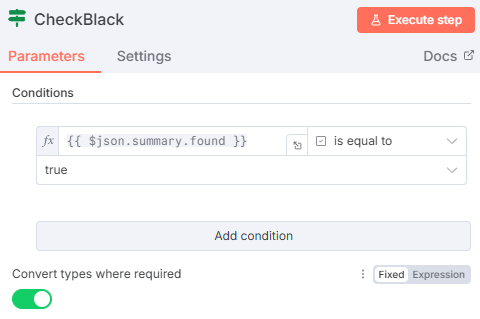 CheckBlack
Execute step
Parameters
Settings
Docs
Conditions
fx
{{ $json.summary.found }}
is equal to
true
Add condition
Convert types where required
Fixed
Expression